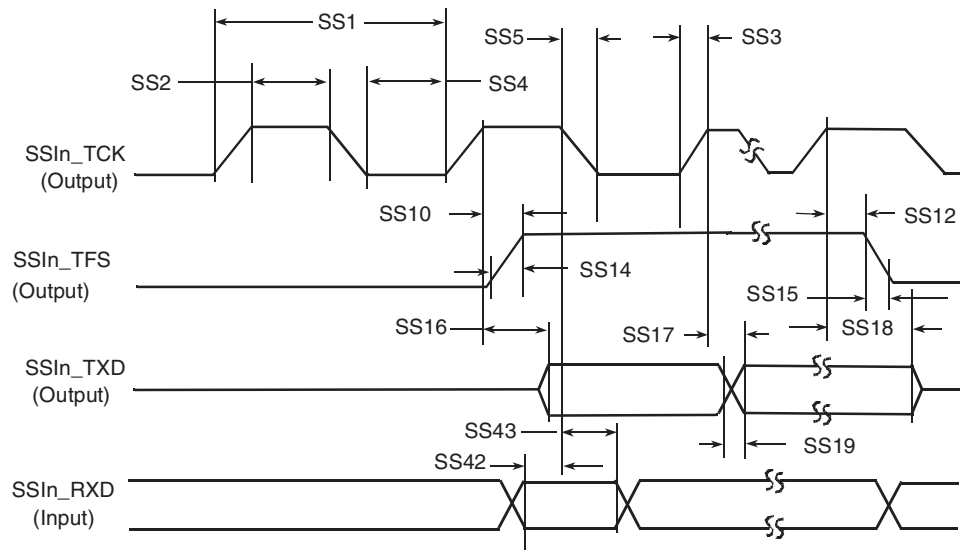 SS1
SS5
SS3
SS2
SS4
SSIn_TCK
(Output)
SS10
SS12
SSIn_TFS
(Output)
SS14
SS15
SS16
SS17
SS18
SSIn_TXD
(Output)
SS43
SS19
SS42
SSIn_RXD
(Input)